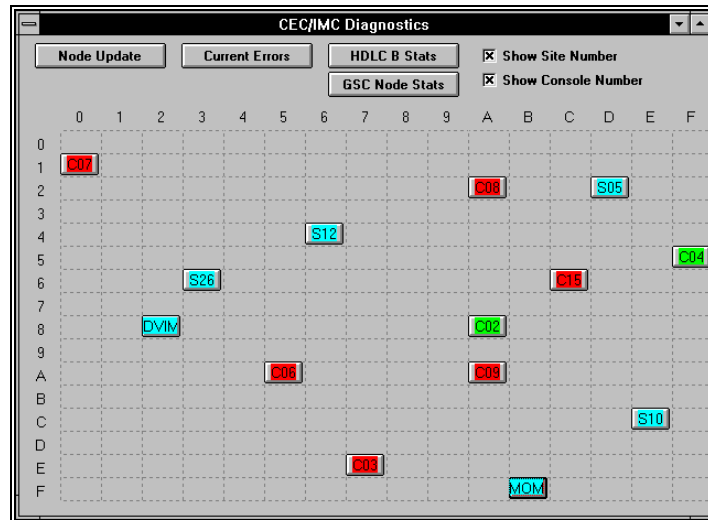 CEC/IMC Diagnostics
Node Update Current Errors HDLC B Stats Show Site Number
GSC Node Stats Show Console Number
0 1 2 3 4 5 6 7 8 9 A B C D E F
0
1 C07
2 C08 S05
3
4 S12
5 C04
6 S26 C15
7
8 DVIM C02
9
A C06 C09
B
C S10
D
E C03
F MOM